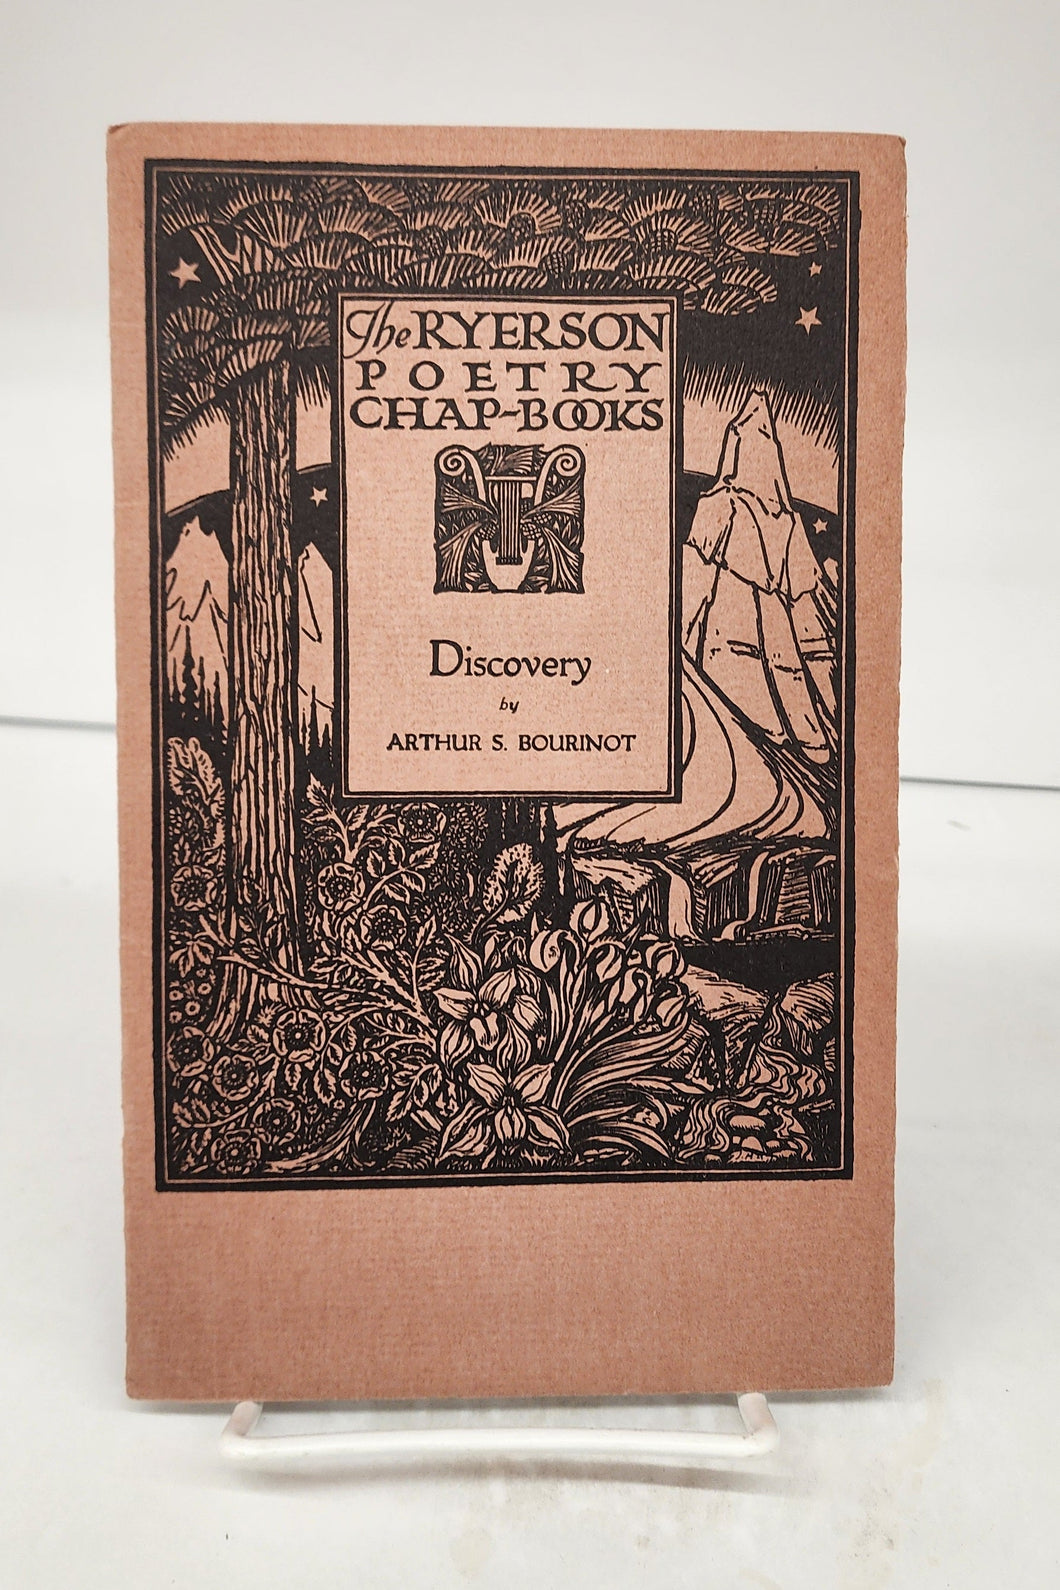 The RYERSON
POETRY
CHAP-BOOKS
Discovery
by
ARTHUR S. BOURINOT